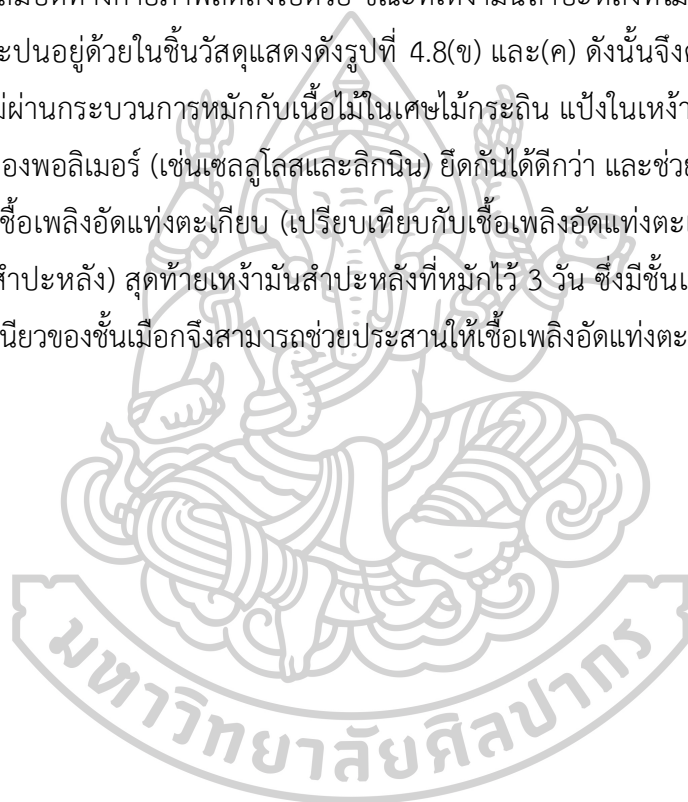 ะปนอยู่ด้วยในชิ้นวัสดุแสดงดังรูปที่ 4.8(ข) และ(ค) ดังนั้นจึง
ผ่านกระบวนการหมักกับเนื้อไม้ในเศษไม้กระถิน แป้งในเหง้า
องพอลิเมอร์ (เช่นเซลลูโลสและลิกนิน) ยึดกันได้ดีกว่า และช่วย
ชื้อเพลิงอัดแท่งตะเกียบ (เปรียบเทียบกับเชื้อเพลิงอัดแท่งตะ
สำปะหลัง) สุดท้ายเหง้ามันสำปะหลังที่หมักไว้ 3 วัน ซึ่งมีชั้น
นียวของชั้นเมือกจึงสามารถช่วยประสานให้เชื้อเพลิงอัดแท่งตะ
มหาวิทยาลัยศิลปากร